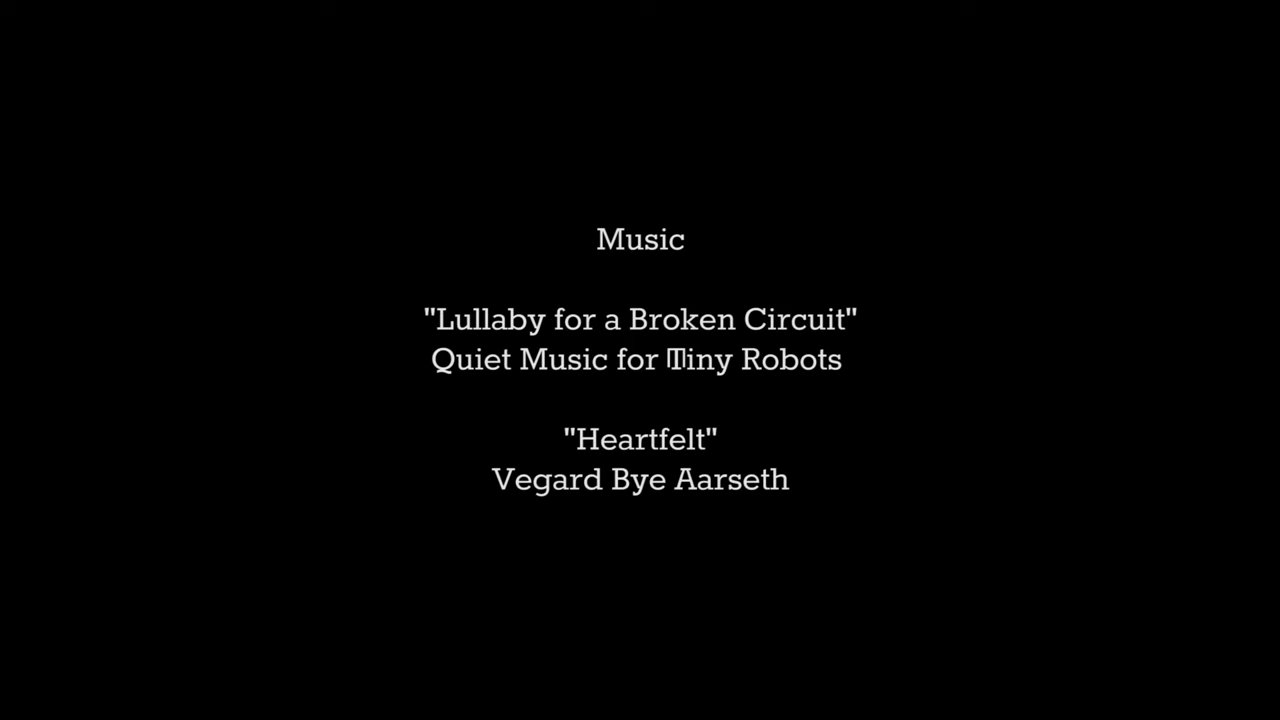 Music
"Lullaby for a Broken Circuit"
Quiet Music for Tiny Robots
"Heartfelt"
Vegard Bye Aarseth